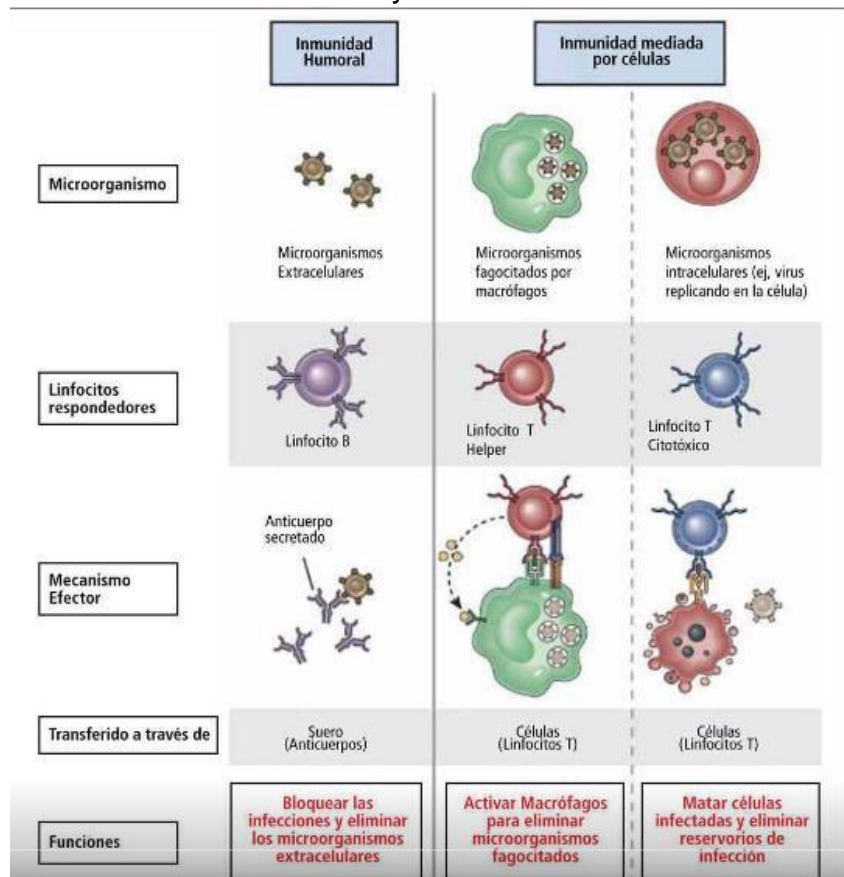 y
Inmunidad
Humoral
Inmunidad mediada
por células
Microorganismo
Microorganismos
Extracelulares
Microorganismos
fagocitados por
macrófagos
Microorganismos
intracelulares (ej, virus
replicando en la célula)
Linfocitos
respondedores
Linfocito B
Linfocito T
Helper
Linfocito T
Citotóxico
Mecanismo
Efector
Anticuerpo
secretado
Transferido a través de
Suero
(Anticuerpos)
Células
(Linfocitos T)
Células
(Linfocitos T)
Funciones
Bloquear las
infecciones y eliminar
los microorganismos
extracelulares
Activar Macrófagos
para eliminar
microorganismos
fagocitados
Matar células
infectadas y eliminar
reservorios de
infección